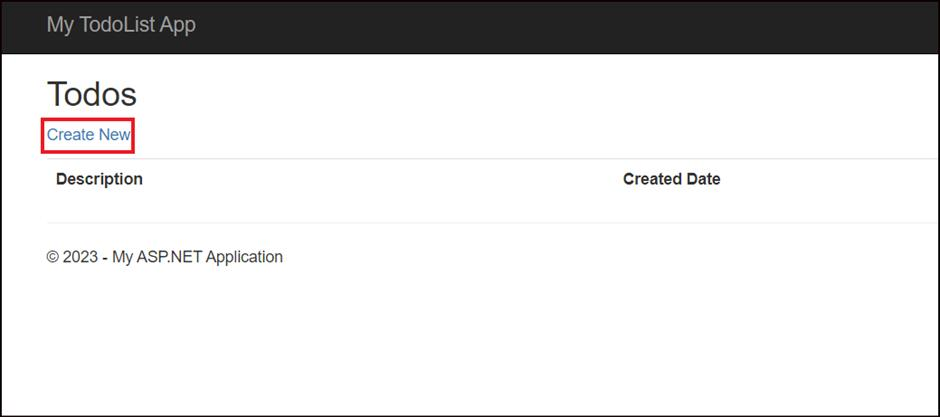 My TodoList App
Todos
Create New
Description Created Date
© 2023 - My ASP.NET Application